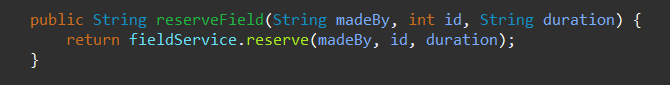 public String reserveField(String madeBy, int id, String duration) {
    return fieldService.reserve(madeBy, id, duration);
}